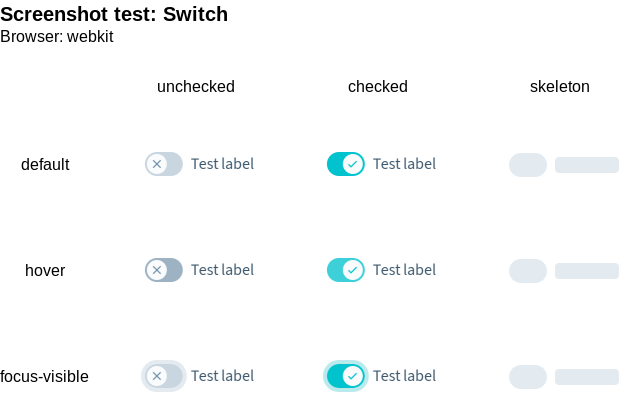 Screenshot test: Switch
Browser: webkit
unchecked checked skeleton
default Test label Test label
hover Test label Test label
focus-visible Test label Test label